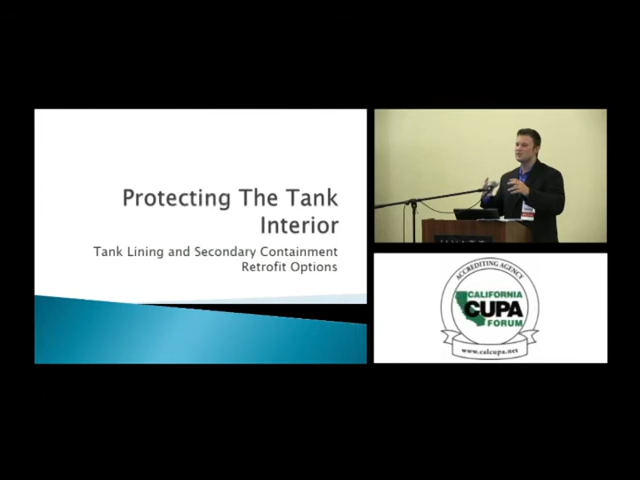 Protecting The Tank
Interior
Tank Lining and Secondary Containment
Retrofit Options
ACCREDITING AGENCY
CALIFORNIA
CUPA
FORUM
www.calcupa.net